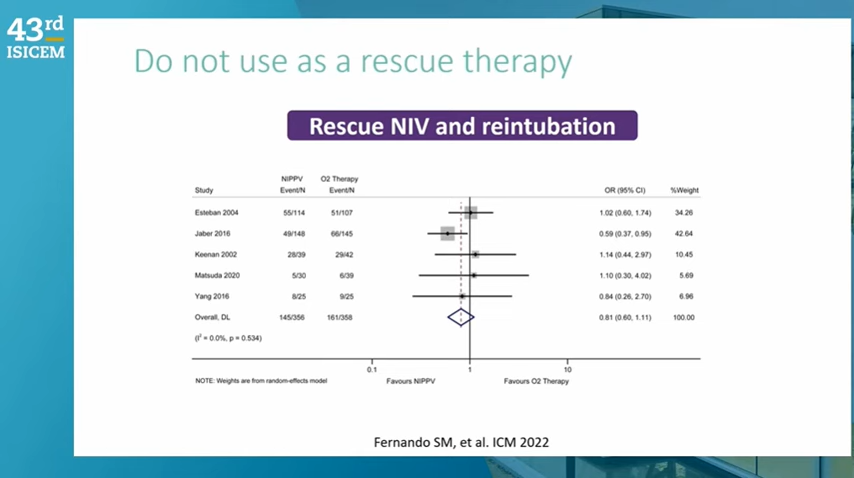 43rd
ISICEM
Do not use as a rescue therapy
Rescue NIV and reintubation
NIPPV O2 Therapy
Study Event/N Event/N OR (95% CI) %Weight
Esteban 2004 55/114 51/107 1.02 (0.60, 1.74) 34.26
Jaber 2016 49/148 66/145 0.59 (0.37, 0.95) 42.64
Keenan 2002 28/39 29/42 1.14 (0.44, 2.97) 10.45
Matsuda 2020 5/30 6/39 1.10 (0.30, 4.02) 5.69
Yang 2016 8/25 9/25 0.84 (0.26, 2.70) 6.96
Overall, DL 145/356 161/358 0.81 (0.60, 1.11) 100.00
(I² = 0.0%, p = 0.534)
0.1 1 10
NOTE: Weights are from random-effects model Favours NIPPV Favours O2 Therapy
Fernando SM, et al. ICM 2022